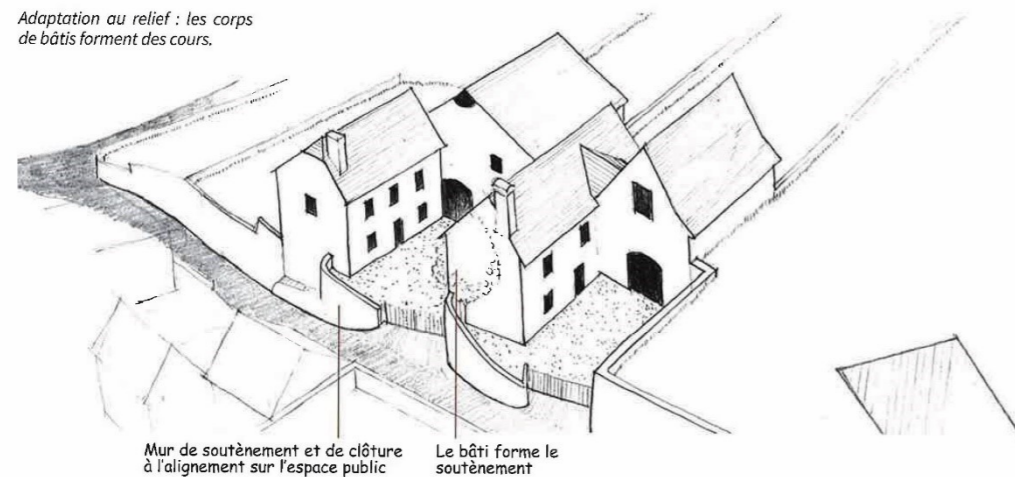 Adaptation au relief : les corps
de bâtis forment des cours.
Mur de soutènement et de clôture
à l'alignement sur l'espace public
Le bâti forme le
soutènement